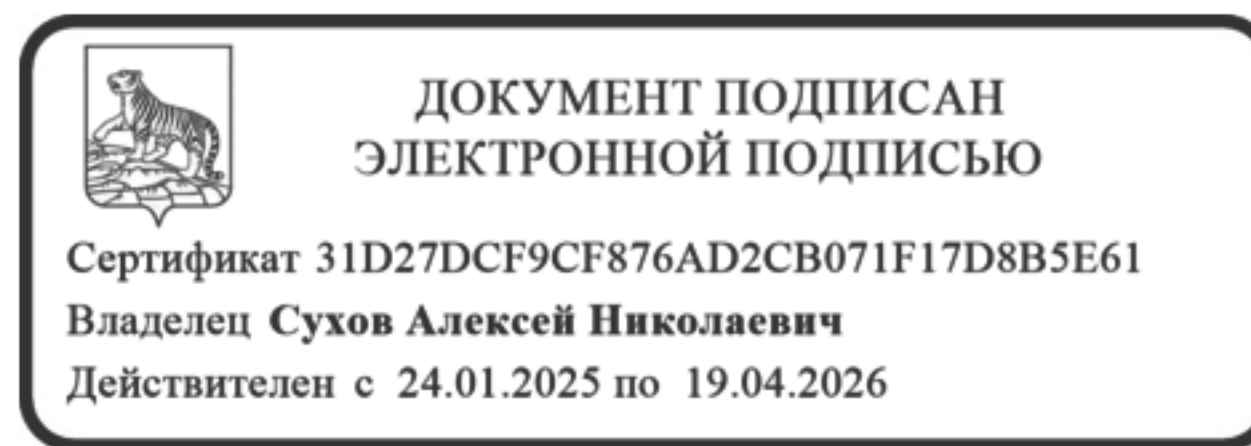 ДОКУМЕНТ ПОДПИСАН
ЭЛЕКТРОННОЙ ПОДПИСЬЮ
Сертификат 31D27DCF9CF876AD2CB071F17D8B5E61
Владелец Сухов Алексей Николаевич
Действителен с 24.01.2025 по 19.04.2026